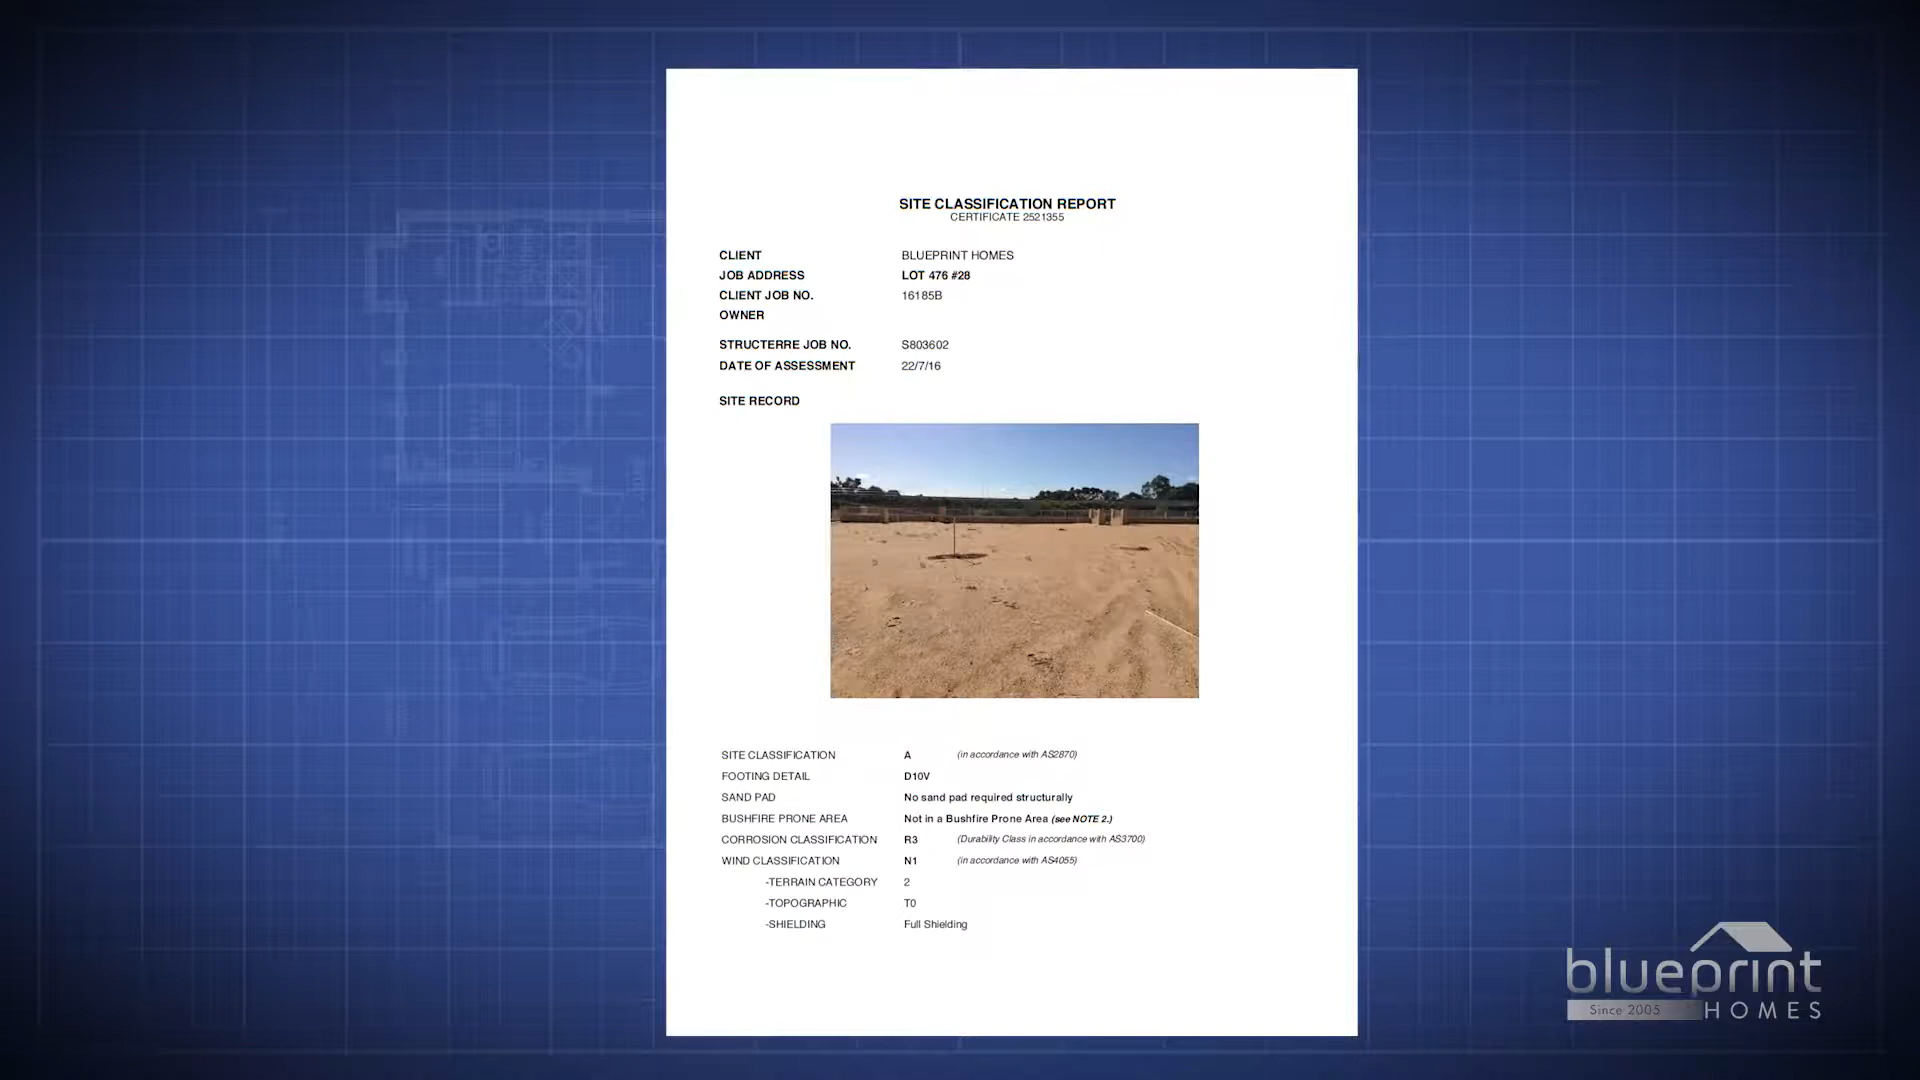 SITE CLASSIFICATION REPORT
CERTIFICATE 2521355
CLIENT BLUEPRINT HOMES
JOB ADDRESS LOT 476 #28
CLIENT JOB NO. 16185B
OWNER
STRUCTERRE JOB NO. S803602
DATE OF ASSESSMENT 22/7/16
SITE RECORD
SITE CLASSIFICATION A (in accordance with AS2870)
FOOTING DETAIL D10V
SAND PAD No sand pad required structurally
BUSHFIRE PRONE AREA Not in a Bushfire Prone Area (see NOTE 2.)
CORROSION CLASSIFICATION R3 (Durability Class in accordance with AS3700)
WIND CLASSIFICATION N1 (in accordance with AS4055)
-TERRAIN CATEGORY 2
-TOPOGRAPHIC T0
-SHIELDING Full Shielding
blueprint
Since 2005 HOMES